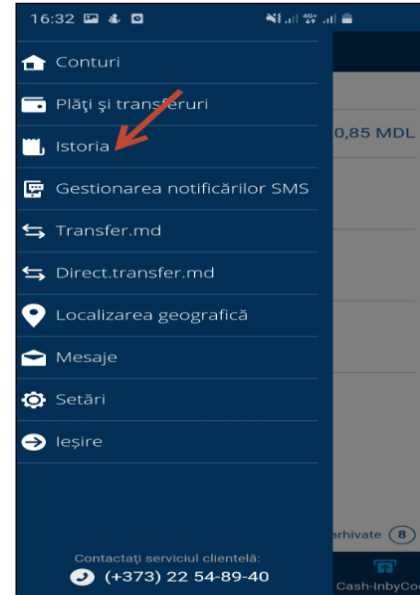 16:32
Conturi
Plăţi şi transferuri
0,85 MDL
Istoria
Gestionarea notificărilor SMS
Transfer.md
Direct.transfer.md
Localizarea geografică
Mesaje
Setări
Ieşire
arhivate 8
Contactaţi serviciul clientelă:
(+373) 22 54-89-40
Cash-InbyCo